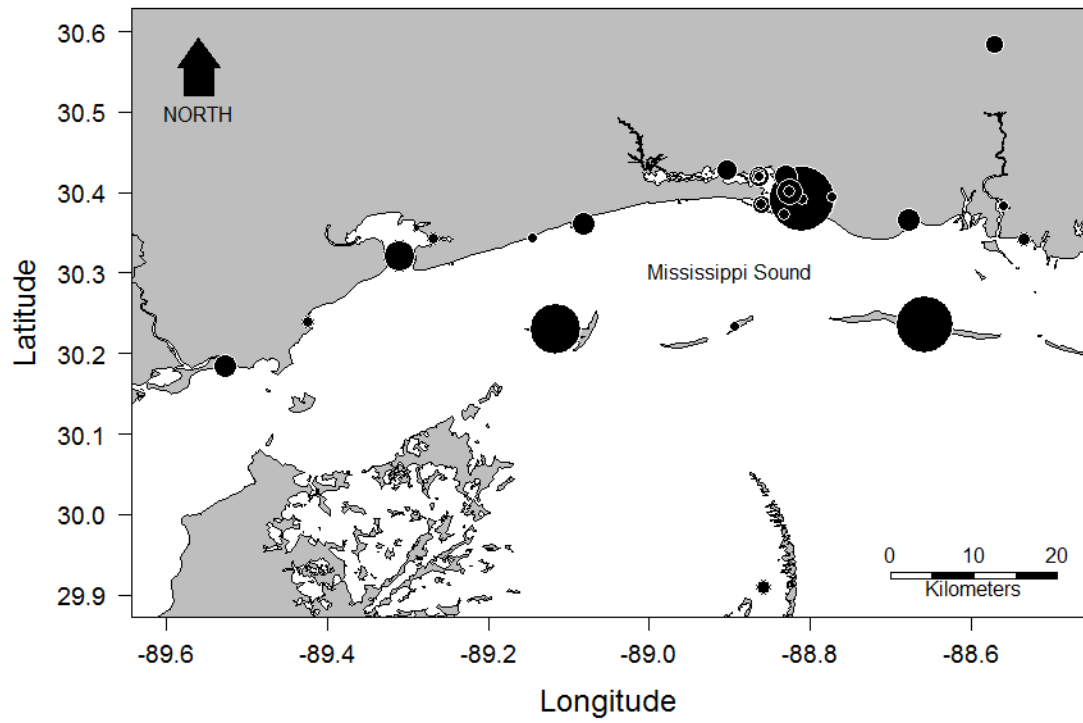 30.6
NORTH
30.5
30.4
30.3
Mississippi Sound
Latitude
30.2
30.1
30.0
0 10 20
Kilometers
29.9
-89.6 -89.4 -89.2 -89.0 -88.8 -88.6
Longitude